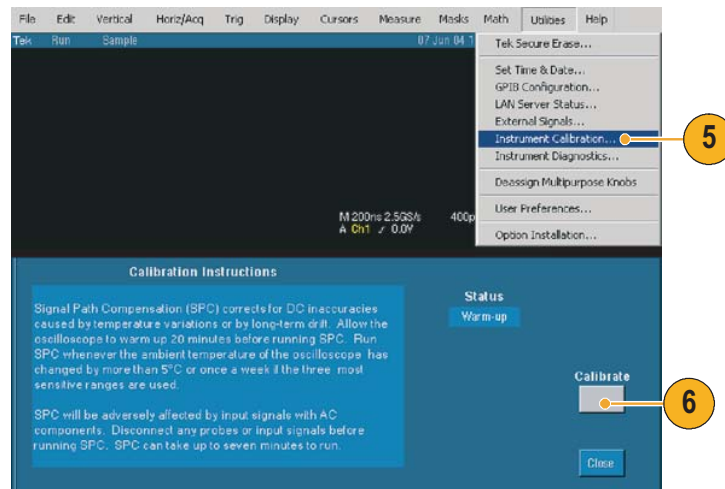 File Edit Vertical Horiz/Acq Trig Display Cursors Measure Masks Math Utilities Help
Tek Run Sample 07 Jun 04 1
Tek Secure Erase...
Set Time & Date...
GPIB Configuration...
LAN Server Status...
External Signals...
Instrument Calibration...
5
Instrument Diagnostics...
Deassign Multipurpose Knobs
User Preferences...
Option Installation...
M 200ns 2.5GS/s 400p
A Ch1 0.0V
Calibration Instructions
Signal Path Compensation (SPC) corrects for DC inaccuracies
caused by temperature variations or by long-term drift. Allow the
oscilloscope to warm up 20 minutes before running SPC. Run
SPC whenever the ambient temperature of the oscilloscope has
changed by more than 5°C or once a week if the three most
sensitive ranges are used.
SPC will be adversely affected by input signals with AC
components. Disconnect any probes or input signals before
running SPC. SPC can take up to seven minutes to run.
Status
Warm-up
Calibrate
6
Close